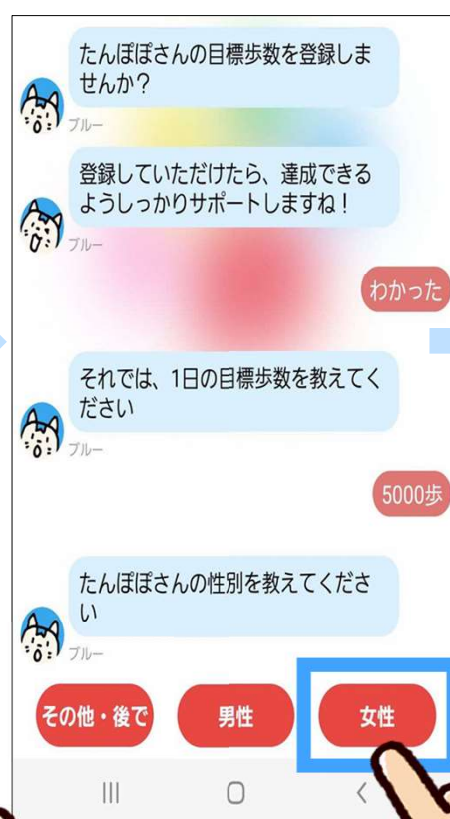 たんぽぽさんの目標歩数を登録しま
せんか？
ブルー
登録していただけたら、達成できる
ようしっかりサポートしますね！
ブルー
わかった
それでは、1日の目標歩数を教えてく
ださい
ブルー
5000歩
たんぽぽさんの性別を教えてくださ
い
ブルー
その他・後で 男性 女性